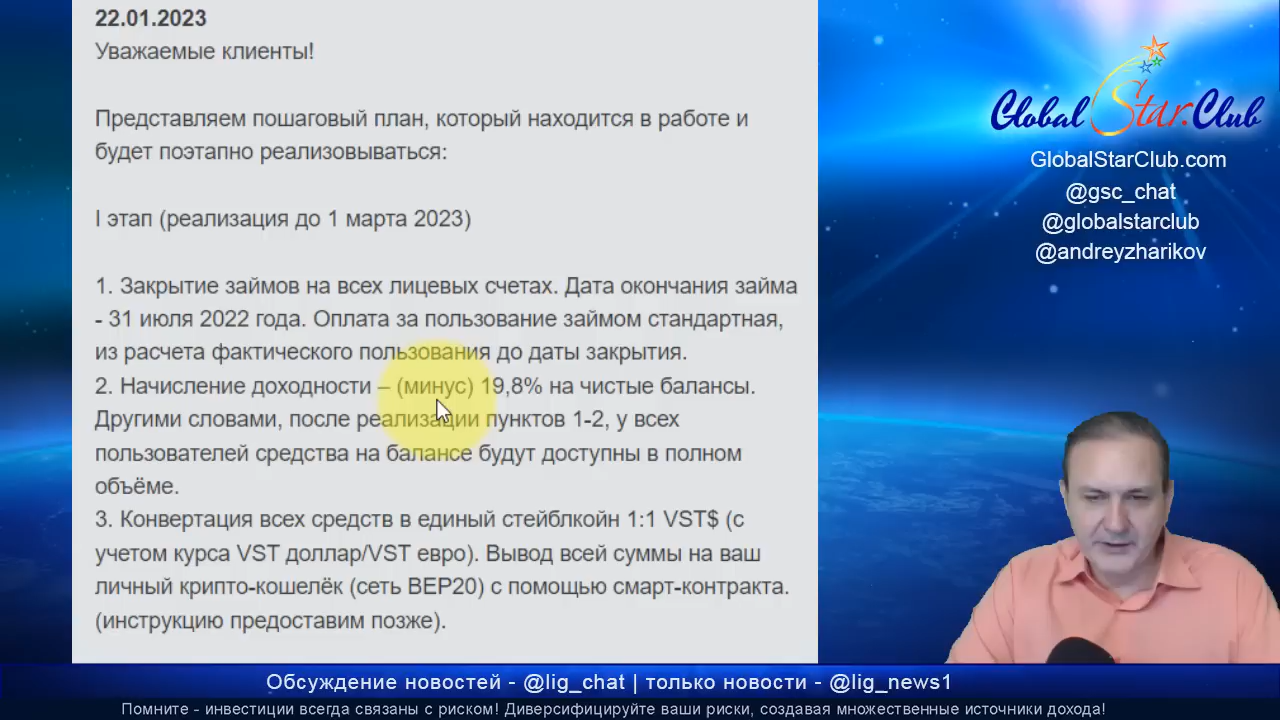 22.01.2023
Уважаемые клиенты!
Представляем пошаговый план, который находится в работе и
будет поэтапно реализовываться:
I этап (реализация до 1 марта 2023)
1. Закрытие займов на всех лицевых счетах. Дата окончания займа
- 31 июля 2022 года. Оплата за пользование займом стандартная,
из расчета фактического пользования до даты закрытия.
2. Начисление доходности – (минус) 19,8% на чистые балансы.
Другими словами, после реализации пунктов 1-2, у всех
пользователей средства на балансе будут доступны в полном
объёме.
3. Конвертация всех средств в единый стейблкойн 1:1 VST$ (с
учетом курса VST доллар/VST евро). Вывод всей суммы на ваш
личный крипто-кошелёк (сеть BEP20) с помощью смарт-контракта.
(инструкцию предоставим позже).
Global Star.Club
GlobalStarClub.com
@gsc_chat
@globalstarclub
@andreyzharikov
Обсуждение новостей - @lig_chat | только новости - @lig_news1
Помните - инвестиции всегда связаны с риском! Диверсифицируйте ваши риски, создавая множественные источники дохода!